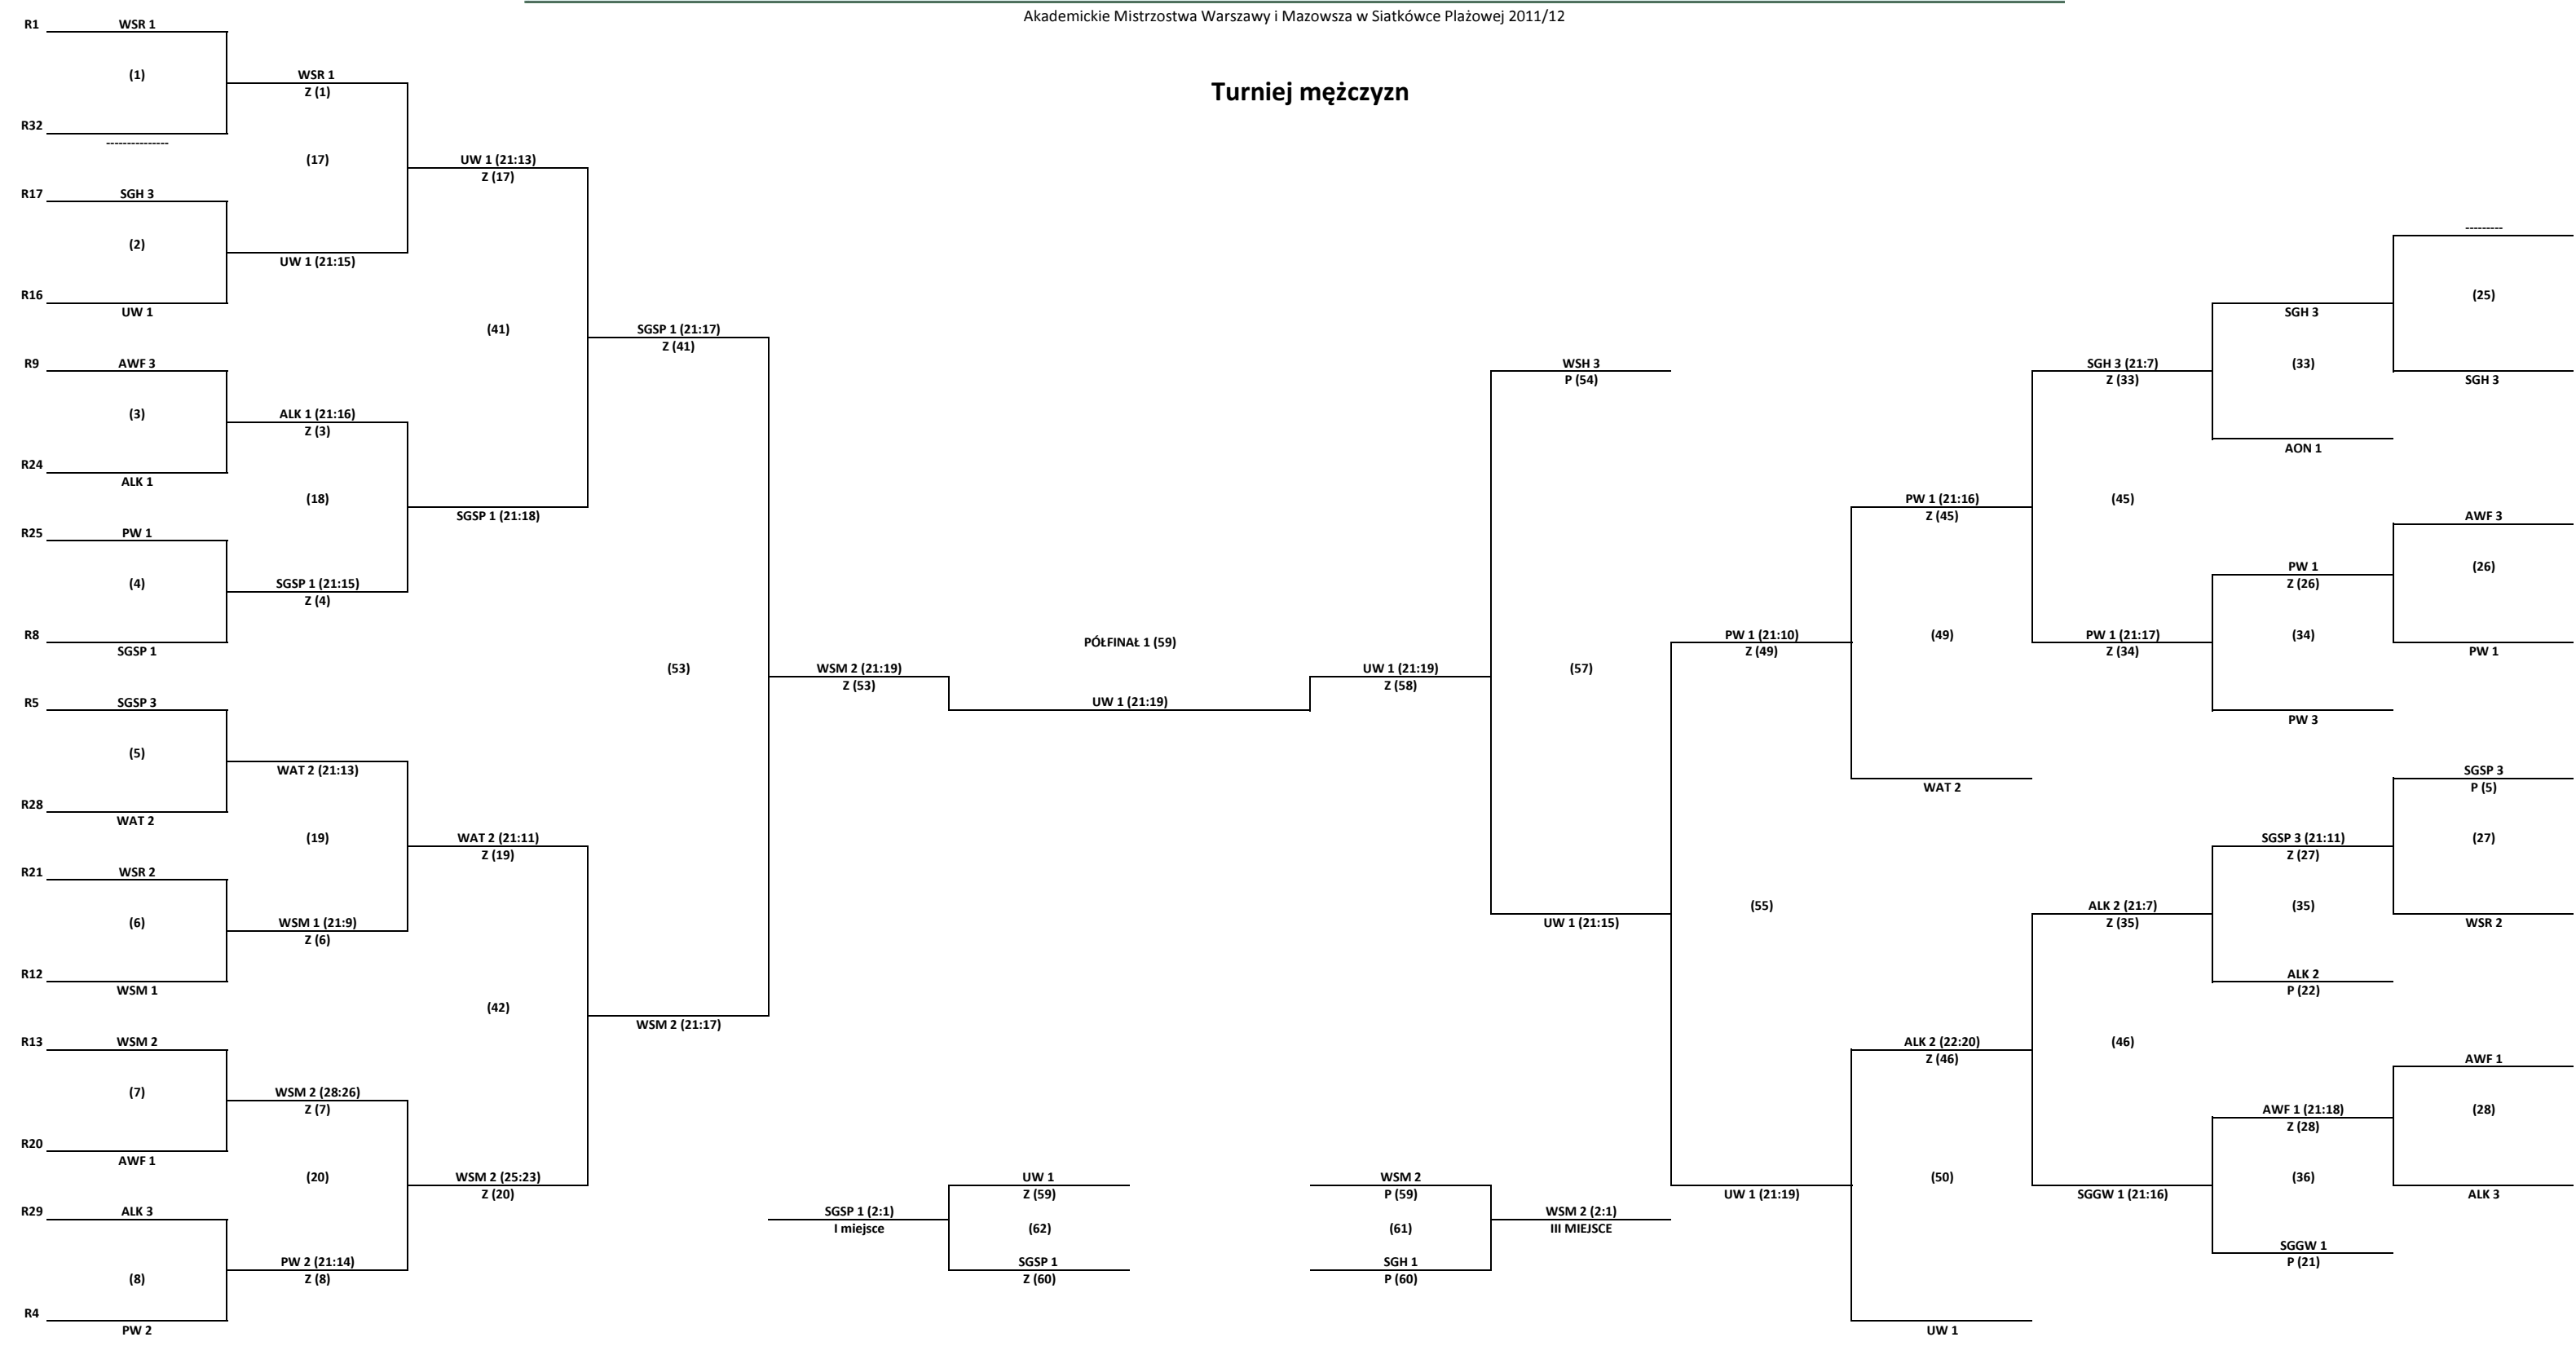 Akademickie Mistrzostwa Warszawy i Mazowsza w Siatkówce Plażowej 2011/12
Turniej mężczyzn
R1
WSR 1
(1)
R32
---------------
WSR 1
Z (1)
(17)
R17
SGH 3
(2)
R16
UW 1
UW 1 (21:15)
UW 1 (21:13)
Z (17)
(41)
R9
AWF 3
(3)
R24
ALK 1
ALK 1 (21:16)
Z (3)
(18)
R25
PW 1
(4)
R8
SGSP 1
SGSP 1 (21:15)
Z (4)
SGSP 1 (21:18)
SGSP 1 (21:17)
Z (41)
(53)
R5
SGSP 3
(5)
R28
WAT 2
WAT 2 (21:13)
(19)
R21
WSR 2
(6)
R12
WSM 1
WSM 1 (21:9)
Z (6)
WAT 2 (21:11)
Z (19)
(42)
R13
WSM 2
(7)
R20
AWF 1
WSM 2 (28:26)
Z (7)
(20)
R29
ALK 3
(8)
R4
PW 2
PW 2 (21:14)
Z (8)
WSM 2 (25:23)
Z (20)
WSM 2 (21:17)
WSM 2 (21:19)
Z (53)
PÓŁFINAŁ 1 (59)
UW 1 (21:19)
UW 1 (21:19)
Z (58)
WSH 3
P (54)
(57)
UW 1 (21:15)
PW 1 (21:10)
Z (49)
(55)
UW 1 (21:19)
PW 1 (21:16)
Z (45)
(49)
WAT 2
ALK 2 (22:20)
Z (46)
(50)
UW 1
SGH 3 (21:7)
Z (33)
(45)
PW 1 (21:17)
Z (34)
ALK 2 (21:7)
Z (35)
(46)
SGGW 1 (21:16)
SGH 3
(33)
AON 1
PW 1
Z (26)
(34)
PW 3
SGSP 3 (21:11)
Z (27)
(35)
ALK 2
P (22)
AWF 1 (21:18)
Z (28)
(36)
SGGW 1
P (21)
---------
(25)
SGH 3
AWF 3
(26)
PW 1
SGSP 3
P (5)
(27)
WSR 2
AWF 1
(28)
ALK 3
SGSP 1 (2:1)
I miejsce
UW 1
Z (59)
(62)
SGSP 1
Z (60)
WSM 2
P (59)
(61)
SGH 1
P (60)
WSM 2 (2:1)
III MIEJSCE